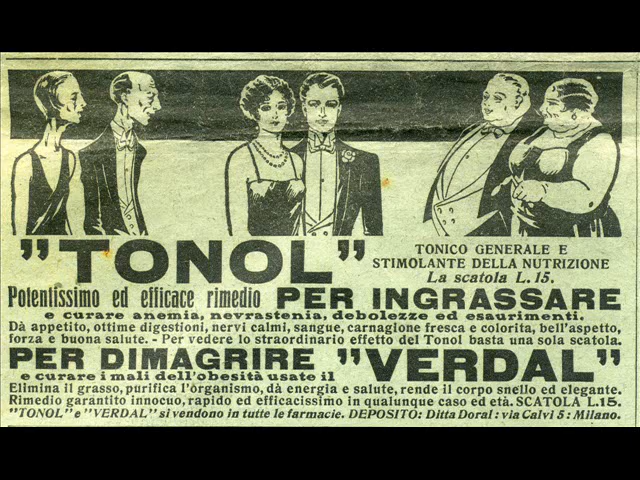 "TONOL"
TONICO GENERALE E
STIMOLANTE DELLA NUTRIZIONE
La scatola L. 15.
Potentissimo ed efficace rimedio PER INGRASSARE
e curare anemia, nevrastenia, debolezze ed esaurimenti.
Dà appetito, ottime digestioni, nervi calmi, sangue, carnagione fresca e colorita, bell'aspetto,
forza e buona salute. - Per vedere lo straordinario effetto del Tonol basta una sola scatola.
PER DIMAGRIRE "VERDAL"
e curare i mali dell'obesità usate il
Elimina il grasso, purifica l'organismo, dà energia e salute, rende il corpo snello ed elegante.
Rimedio garantito innocuo, rapido ed efficacissimo in qualunque caso ed età. SCATOLA L. 15.
"TONOL" e "VERDAL" si vendono in tutte le farmacie. DEPOSITO: Ditta Doral: via Calvi 5: Milano.